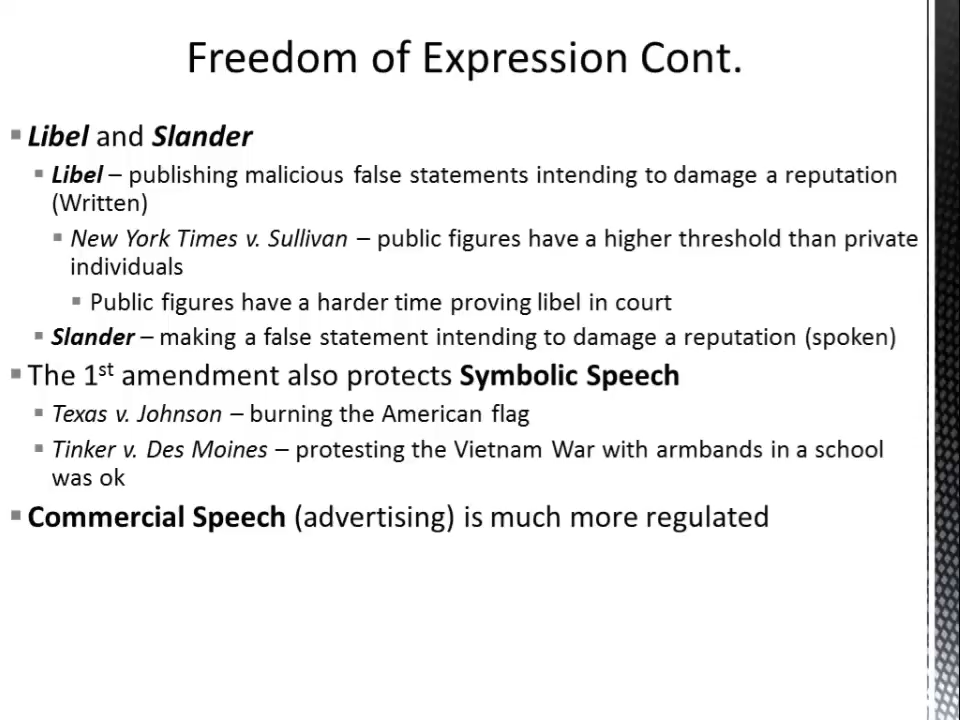 Freedom of Expression Cont.
Libel and Slander
Libel – publishing malicious false statements intending to damage a reputation
(Written)
New York Times v. Sullivan – public figures have a higher threshold than private
individuals
Public figures have a harder time proving libel in court
Slander – making a false statement intending to damage a reputation (spoken)
The 1st amendment also protects Symbolic Speech
Texas v. Johnson – burning the American flag
Tinker v. Des Moines – protesting the Vietnam War with armbands in a school
was ok
Commercial Speech (advertising) is much more regulated